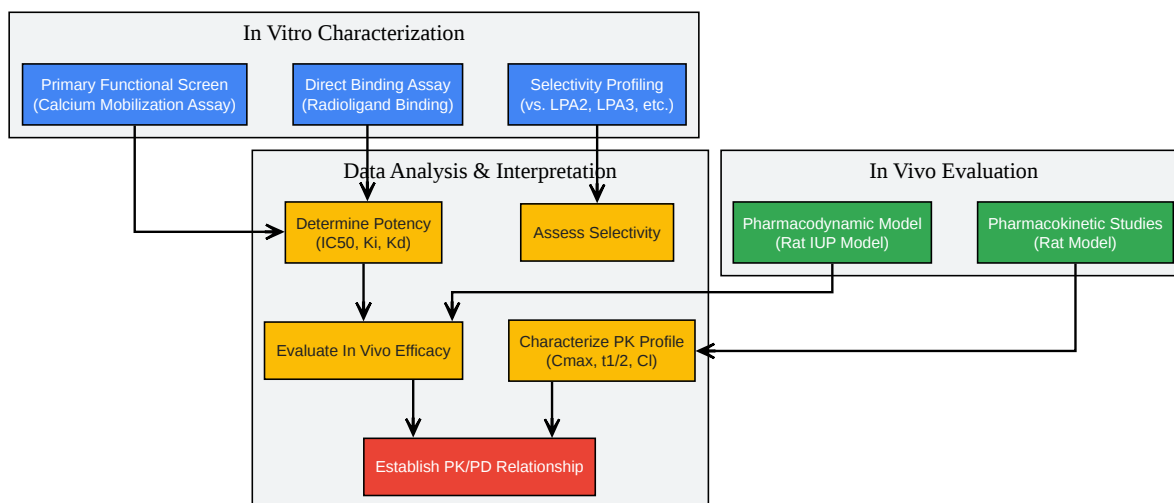 In Vitro Characterization
Primary Functional Screen
(Calcium Mobilization Assay)
Direct Binding Assay
(Radioligand Binding)
Selectivity Profiling
(vs. LPA2, LPA3, etc.)
Data Analysis & Interpretation
In Vivo Evaluation
Determine Potency
(IC50, Ki, Kd)
Assess Selectivity
Pharmacodynamic Model
(Rat IUP Model)
Pharmacokinetic Studies
(Rat Model)
Evaluate In Vivo Efficacy
Characterize PK Profile
(Cmax, t1/2, Cl)
Establish PK/PD Relationship